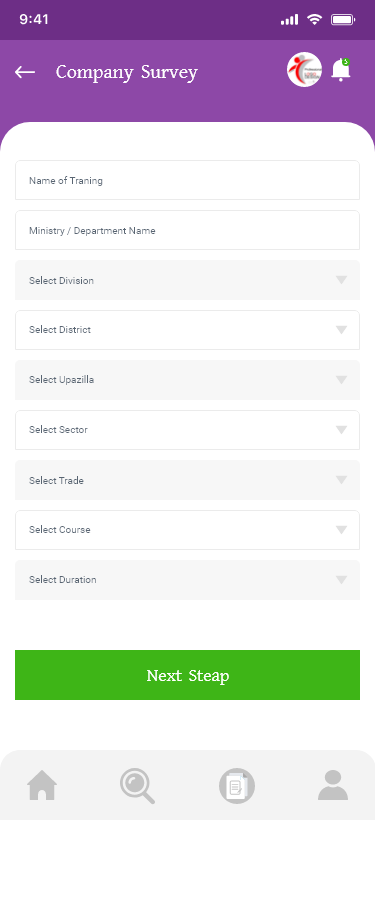 9:41
Company Survey
Name of Traning
Ministry / Department Name
Select Division
Select District
Select Upazilla
Select Sector
Select Trade
Select Course
Select Duration
Next Steap